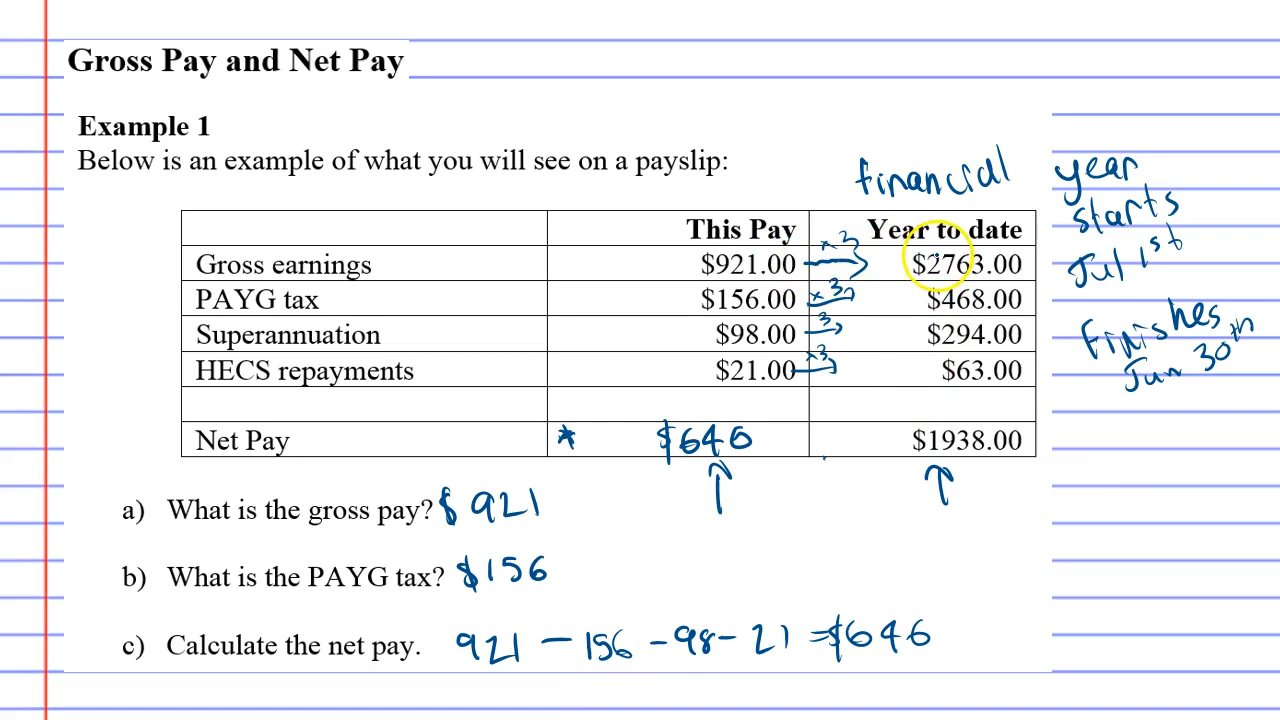 Gross Pay and Net Pay
Example 1
Below is an example of what you will see on a payslip:
financial year
starts
Jul 1st
Finishes
Jun 30th
This Pay Year to date
Gross earnings $921.00 ×3 $2763.00
PAYG tax $156.00 ×3 $468.00
Superannuation $98.00 3 $294.00
HECS repayments $21.00 ×3 $63.00
Net Pay * $646 $1938.00
a) What is the gross pay? $921
b) What is the PAYG tax? $156
c) Calculate the net pay. 921 - 156 - 98 - 21 = $646